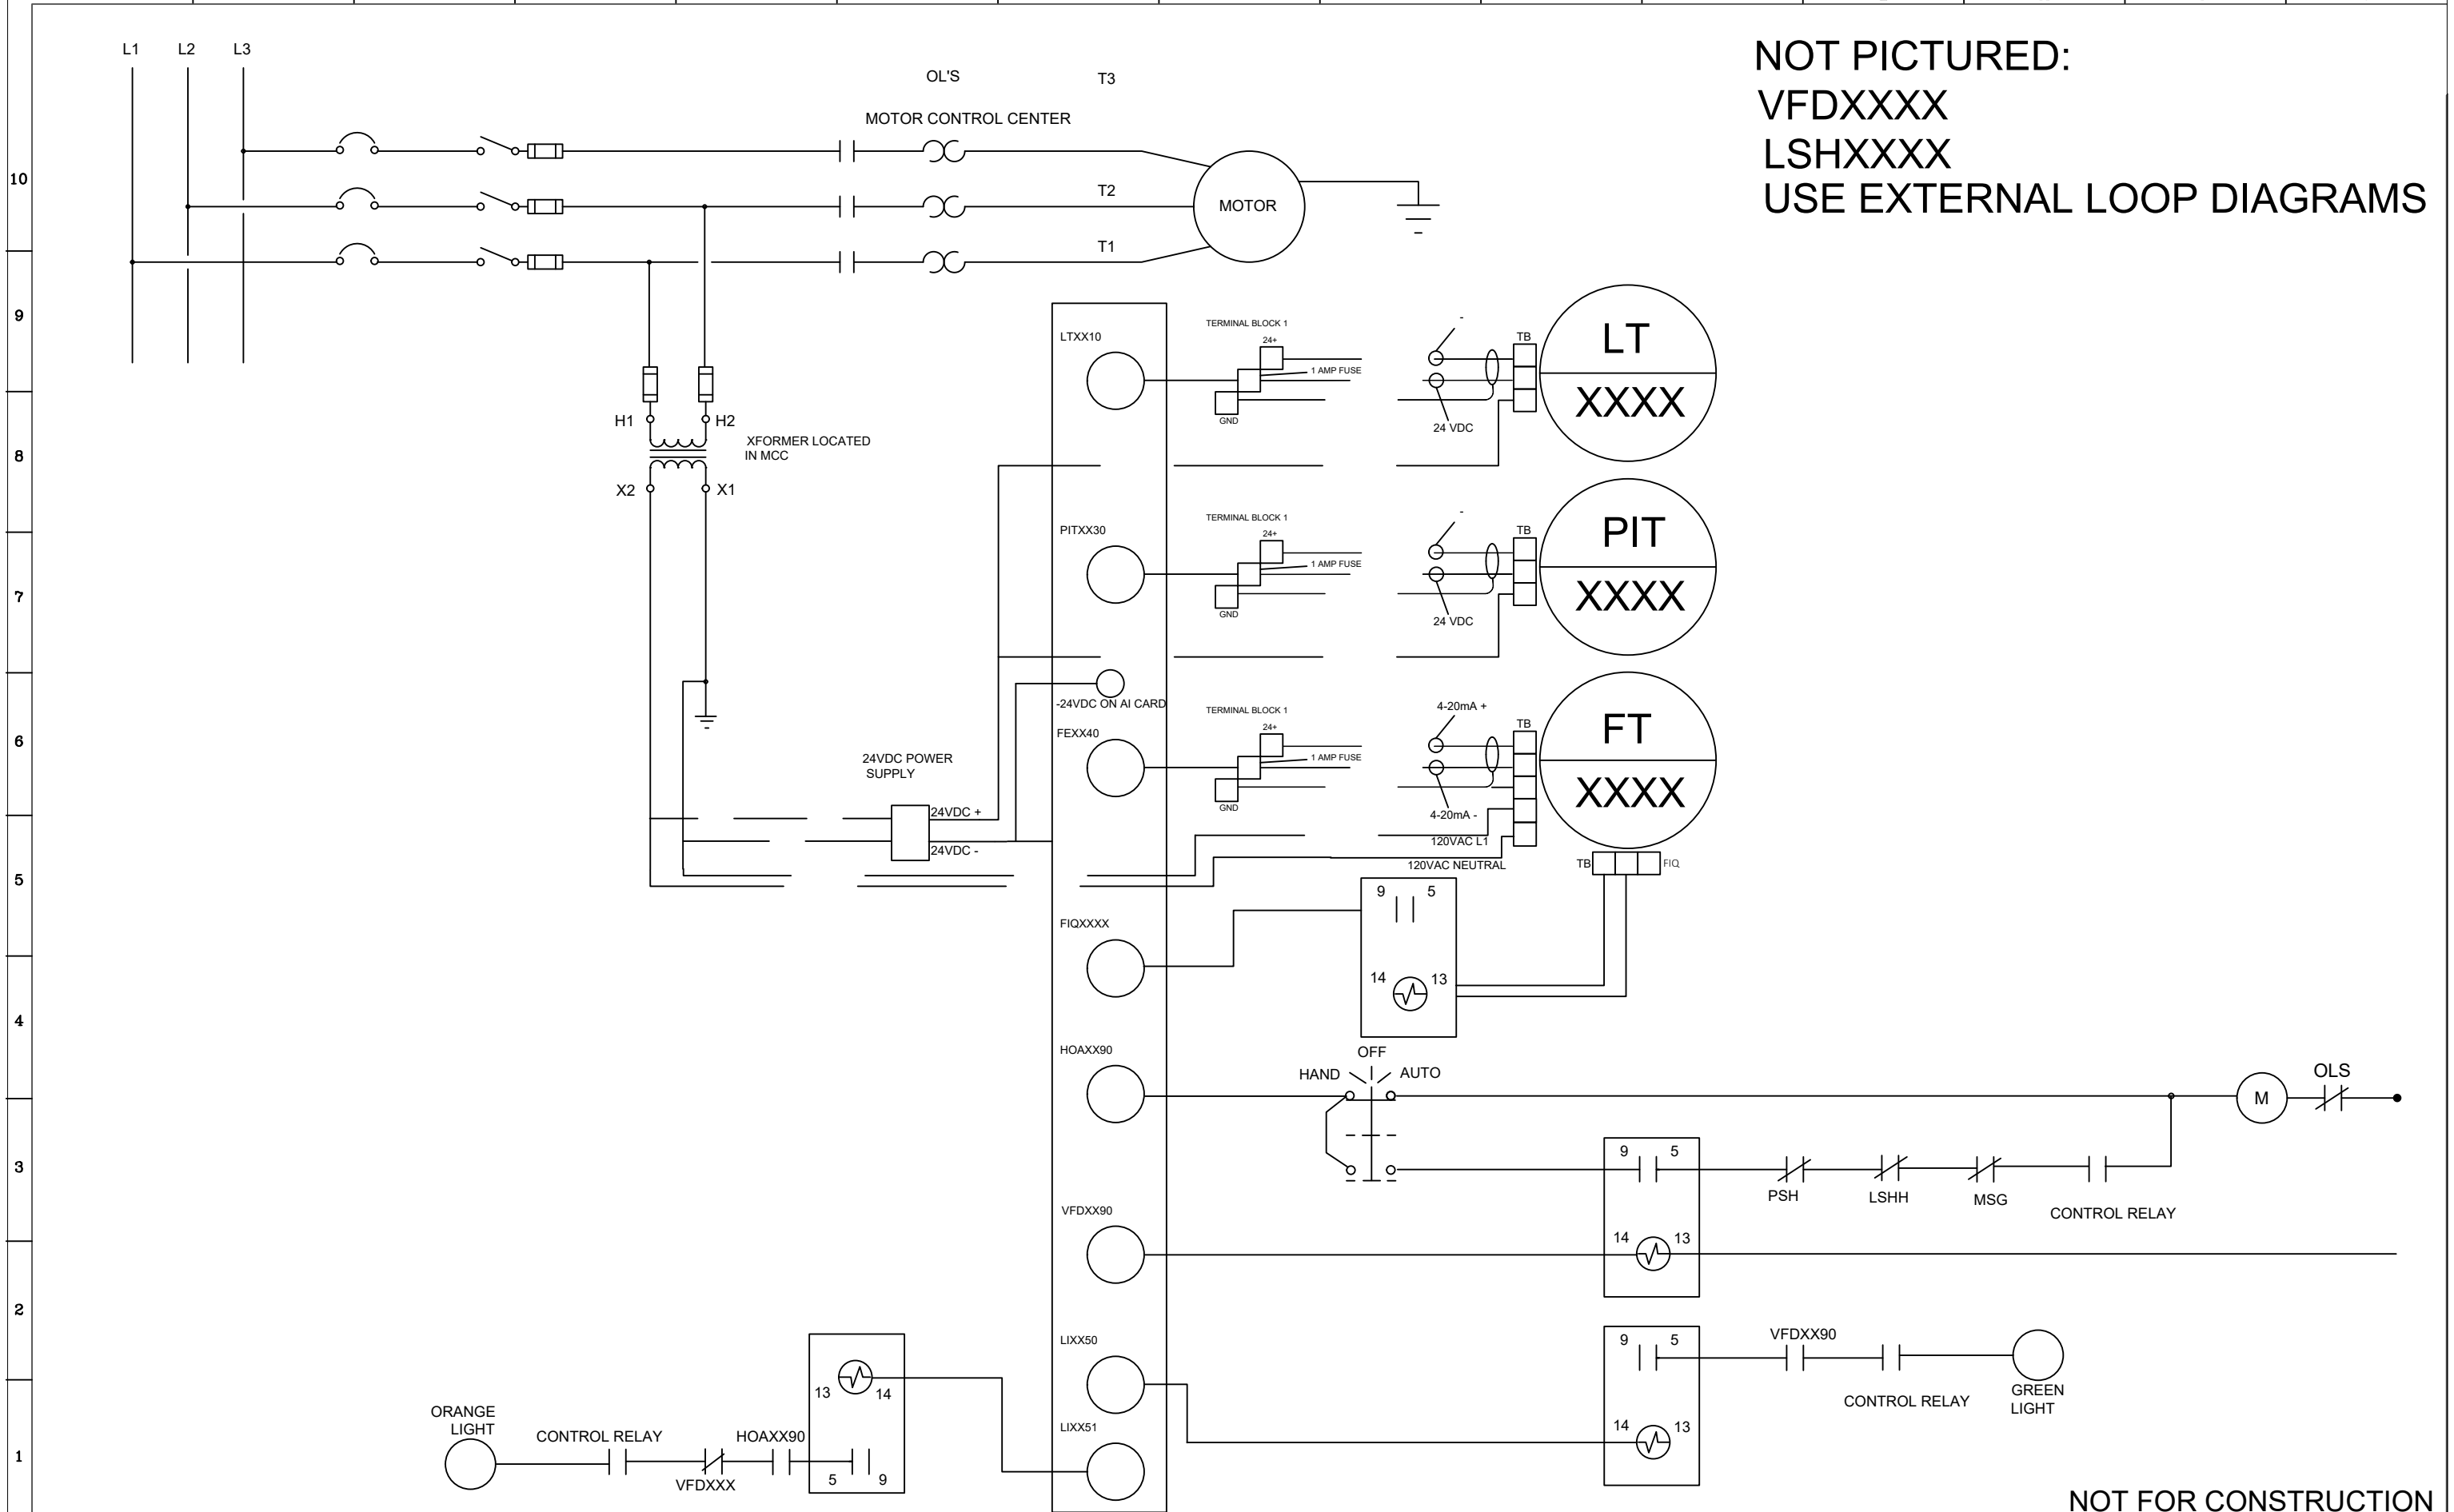 L1
L2
L3
OL'S
T3
MOTOR CONTROL CENTER
T2
T1
MOTOR
NOT PICTURED:
VFDXXXX
LSHXXXX
USE EXTERNAL LOOP DIAGRAMS
10
9
8
7
6
5
4
3
2
1
H1
H2
XFORMER LOCATED
IN MCC
X2
X1
LTXX10
TERMINAL BLOCK 1
24+
1 AMP FUSE
GND
-
24 VDC
TB
LT
XXXX
PITXX30
TERMINAL BLOCK 1
24+
1 AMP FUSE
GND
-
24 VDC
TB
PIT
XXXX
-24VDC ON AI CARD
FEXX40
TERMINAL BLOCK 1
24+
1 AMP FUSE
GND
4-20mA +
4-20mA -
TB
FT
XXXX
24VDC POWER
SUPPLY
24VDC +
24VDC -
120VAC L1
120VAC NEUTRAL
TB
FIQ
FIQXXXX
9
5
14
13
HOAXX90
OFF
HAND
AUTO
M
OLS
9
5
PSH
LSHH
MSG
CONTROL RELAY
VFDXX90
14
13
LIXX50
9
5
VFDXX90
CONTROL RELAY
GREEN
LIGHT
14
13
LIXX51
ORANGE
LIGHT
CONTROL RELAY
VFDXXX
HOAXX90
13
14
5
9
NOT FOR CONSTRUCTION